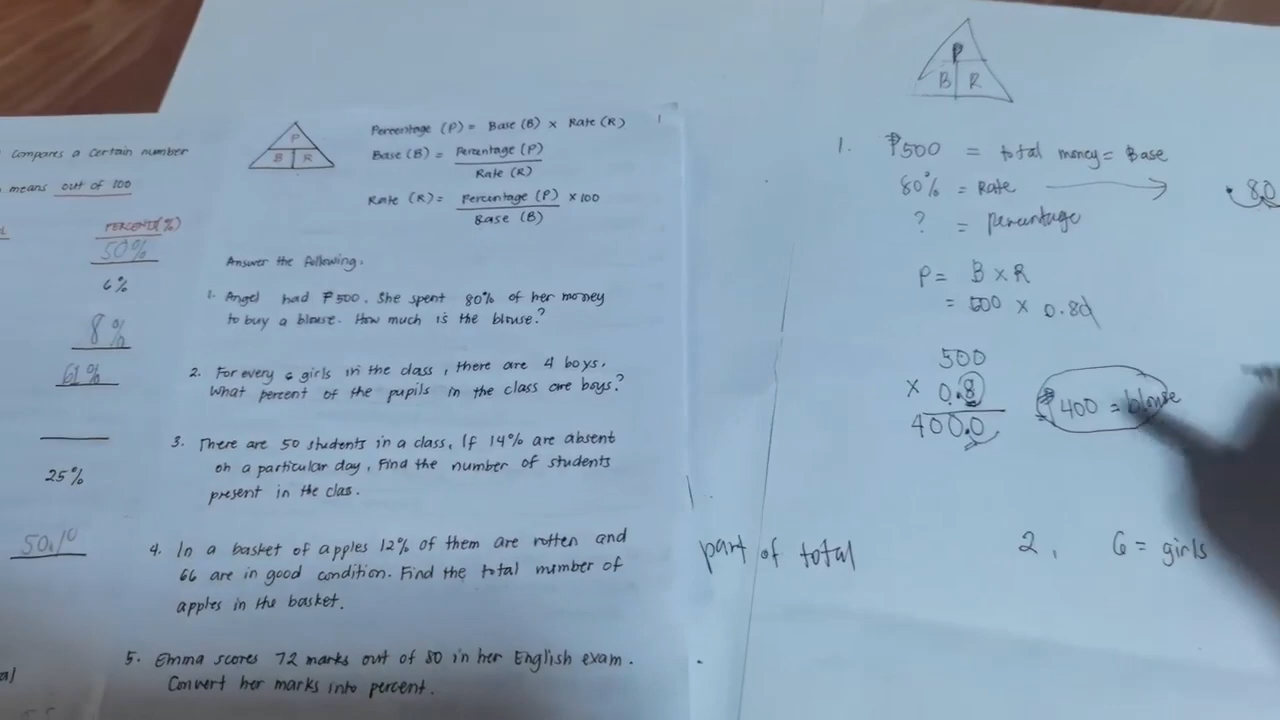 compares a certain number
means out of 100
PERCENT(%)
50%
6%
8%
61%
25%
P
B R
Percentage (P) = Base (B) × Rate (R)
Base (B) = Percentage (P)
Rate (R)
Rate (R) = Percentage (P) × 100
Base (B)
Answer the following.
1. Angel had ₱500. She spent 80% of her money
to buy a blouse. How much is the blouse?
2. For every 6 girls in the class, there are 4 boys.
What percent of the pupils in the class are boys?
3. There are 50 students in a class, If 14% are absent
on a particular day, Find the number of students
present in the clas.
4. In a basket of apples 12% of them are rotten and
66 are in good condition. Find the total number of
apples in the basket.
5. Emma scores 72 marks out of 80 in her English exam.
Convert her marks into percent.
part of total
P
B R
1. ₱500 = total money = Base
80% = Rate → .80
? = percentage
P = B × R
= 500 × 0.80
500
× 0.8
400.0
₱400 = blouse
2. 6 = girls